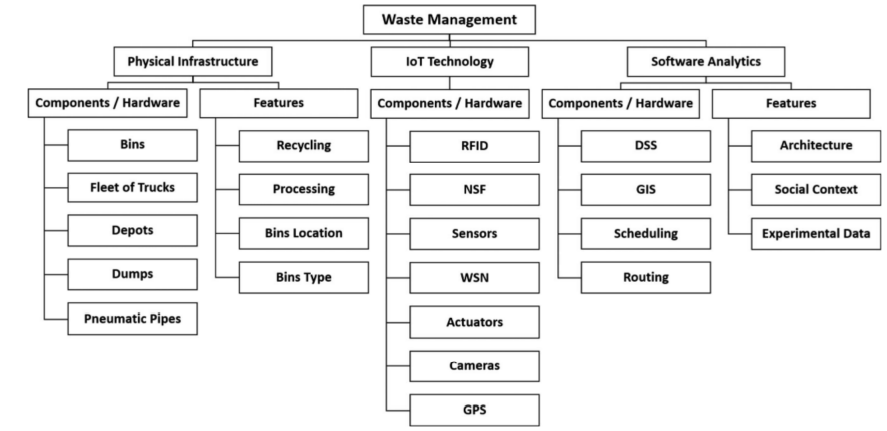 Waste Management
Physical Infrastructure
IoT Technology
Software Analytics
Components / Hardware
Features
Components / Hardware
Components / Hardware
Features
Bins
Fleet of Trucks
Depots
Dumps
Pneumatic Pipes
Recycling
Processing
Bins Location
Bins Type
RFID
NSF
Sensors
WSN
Actuators
Cameras
GPS
DSS
GIS
Scheduling
Routing
Architecture
Social Context
Experimental Data